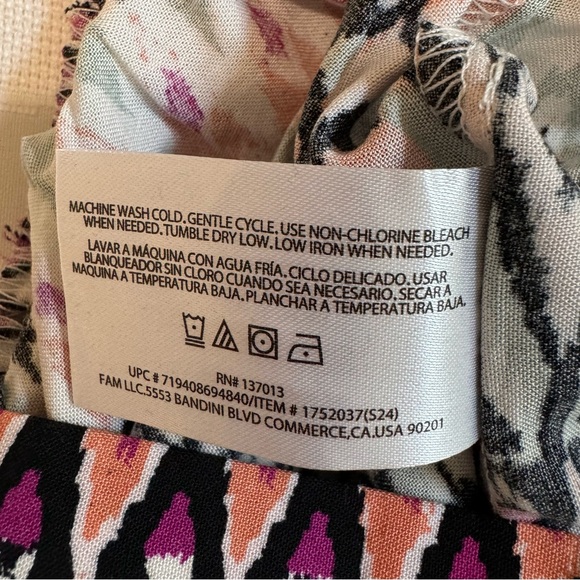 MACHINE WASH COLD. GENTLE CYCLE. USE NON-CHLORINE BLEACH
WHEN NEEDED. TUMBLE DRY LOW. LOW IRON WHEN NEEDED.
LAVAR A MÁQUINA CON AGUA FRÍA. CICLO DELICADO. USAR
BLANQUEADOR SIN CLORO CUANDO SEA NECESARIO. SECAR A
MAQUINA A TEMPERATURA BAJA. PLANCHAR A TEMPERATURA BAJA.
RN# 137013
UPC # 719408694840/ITEM # 1752037(S24)
FAM LLC.5553 BANDINI BLVD COMMERCE,CA.USA 90201